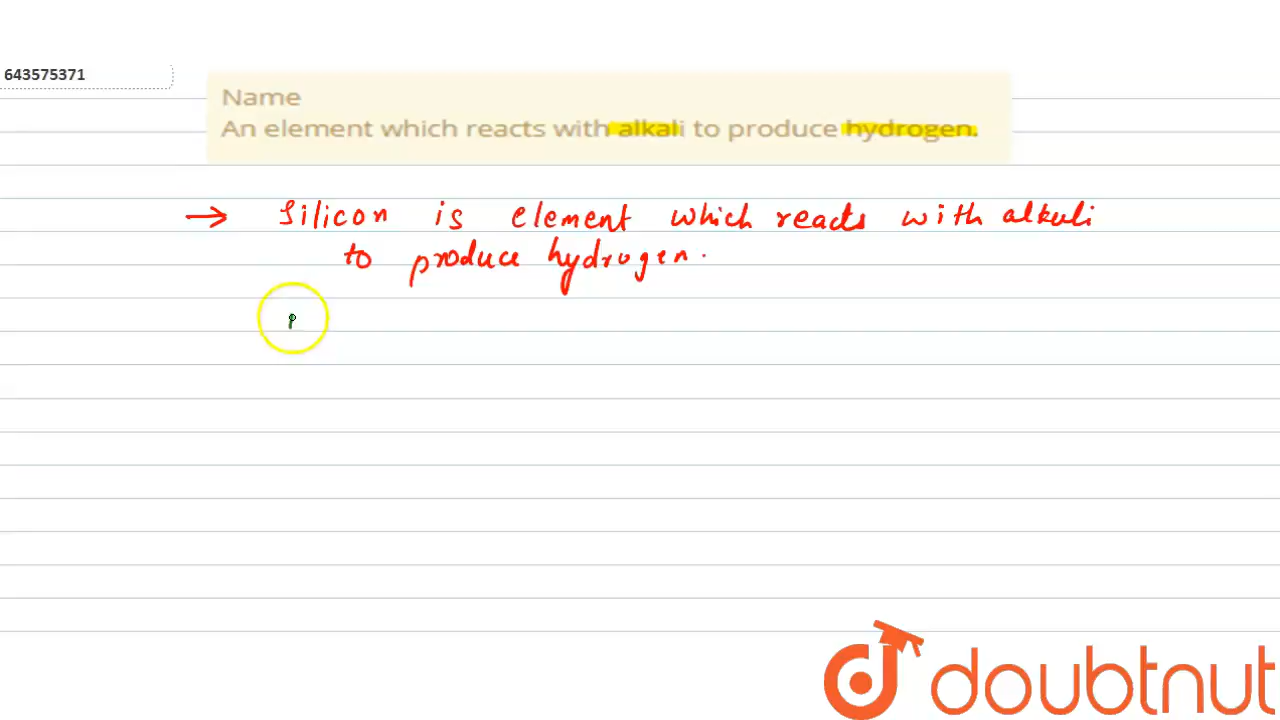 643575371
Name
An element which reacts with alkali to produce hydrogen.
→ Silicon is element which reacts with alkali
to produce hydrogen.
doubtnut